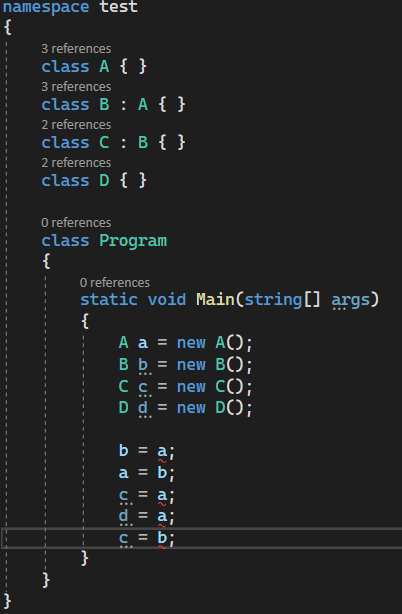 namespace test
{
3 references
class A { }
3 references
class B : A { }
2 references
class C : B { }
2 references
class D { }
0 references
class Program
{
0 references
static void Main(string[] args)
{
A a = new A();
B b = new B();
C c = new C();
D d = new D();
b = a;
a = b;
c = a;
d = a;
c = b;
}
}
}